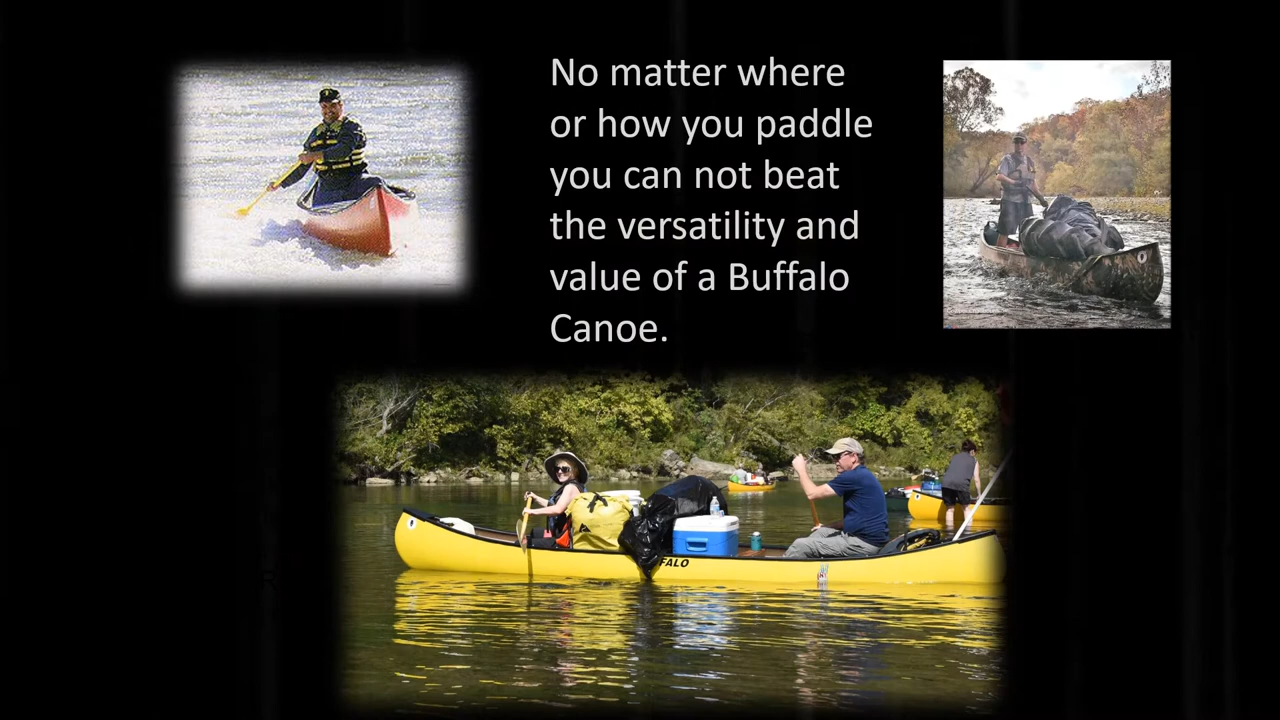 No matter where
or how you paddle
you can not beat
the versatility and
value of a Buffalo
Canoe.
FALO